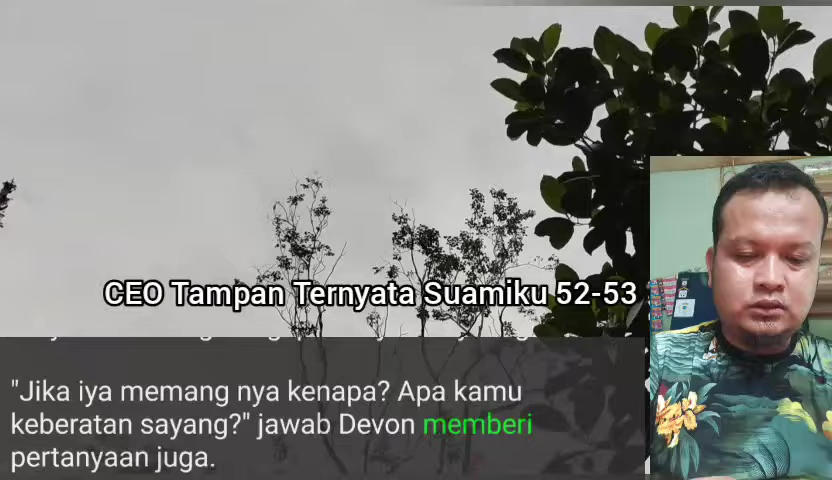 CEO Tampan Ternyata Suamiku 52-53
"Jika iya memang nya kenapa? Apa kamu
keberatan sayang?" jawab Devon memberi
pertanyaan juga.